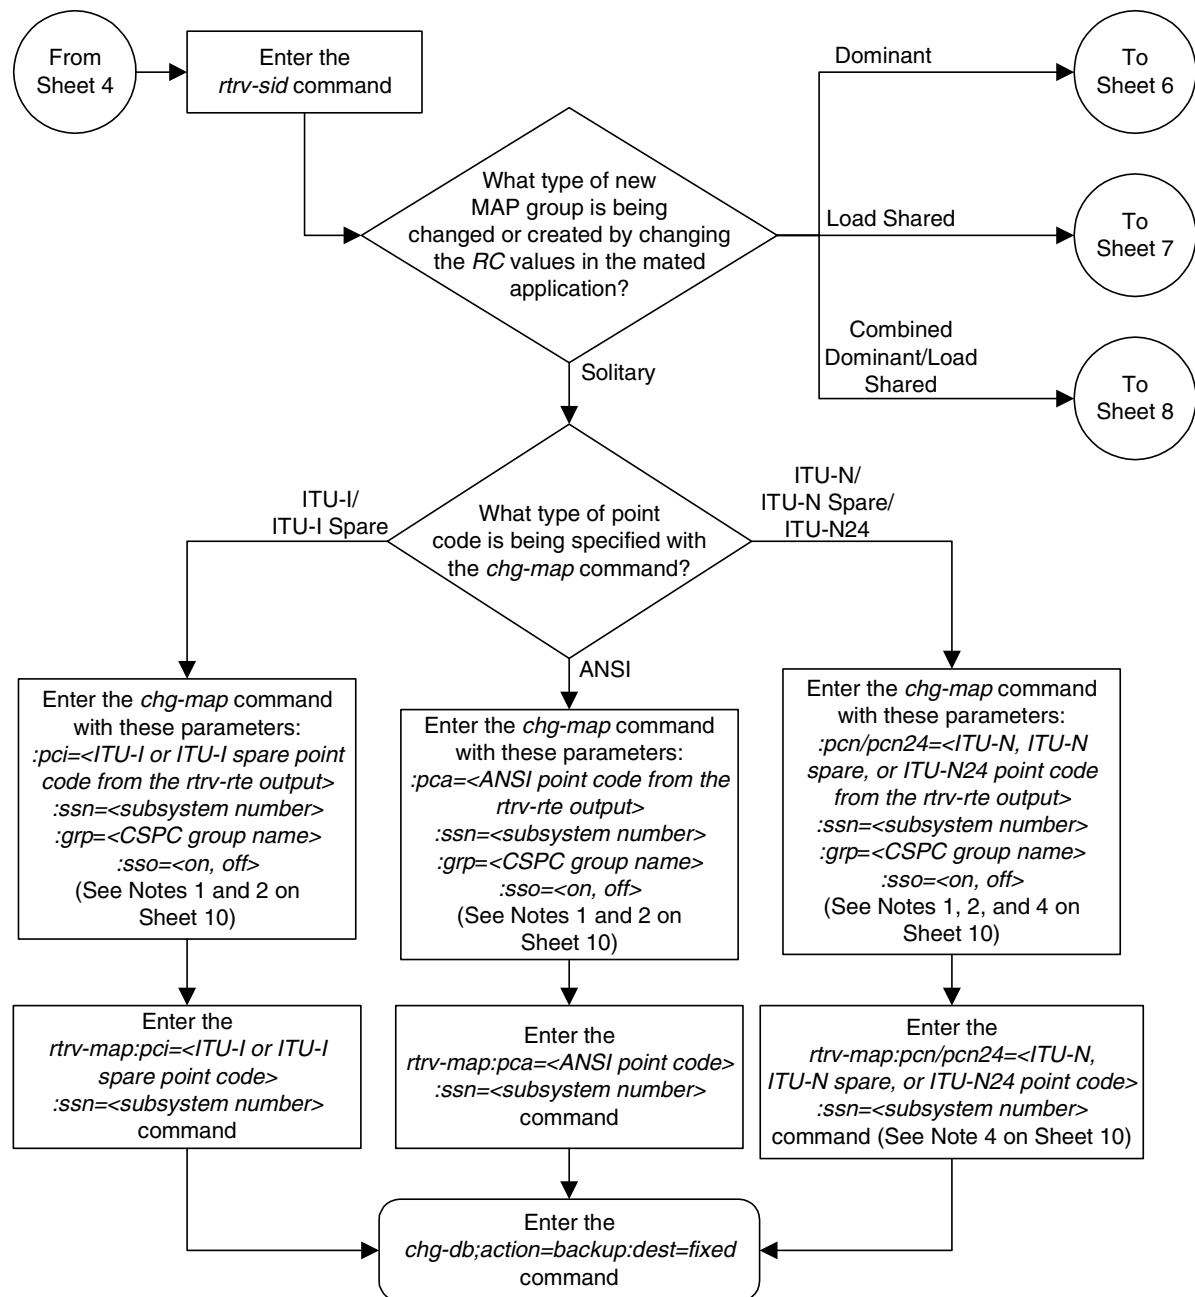 From
Sheet 4
Enter the
rtrv-sid command
Dominant
To
Sheet 6
What type of new
MAP group is being
changed or created by changing
the RC values in the mated
application?
Load Shared
To
Sheet 7
Combined
Dominant/Load
Shared
To
Sheet 8
Solitary
What type of point
code is being specified with
the chg-map command?
ITU-I/
ITU-I Spare
ITU-N/
ITU-N Spare/
ITU-N24
ANSI
Enter the chg-map command
with these parameters:
:pci=<ITU-I or ITU-I spare point
code from the rtrv-rte output>
:ssn=<subsystem number>
:grp=<CSPC group name>
:sso=<on, off>
(See Notes 1 and 2 on
Sheet 10)
Enter the chg-map command
with these parameters:
:pca=<ANSI point code from the
rtrv-rte output>
:ssn=<subsystem number>
:grp=<CSPC group name>
:sso=<on, off>
(See Notes 1 and 2 on
Sheet 10)
Enter the chg-map command
with these parameters:
:pcn/pcn24=<ITU-N, ITU-N
spare, or ITU-N24 point code
from the rtrv-rte output>
:ssn=<subsystem number>
:grp=<CSPC group name>
:sso=<on, off>
(See Notes 1, 2, and 4 on
Sheet 10)
Enter the
rtrv-map:pci=<ITU-I or ITU-I
spare point code>
:ssn=<subsystem number>
command
Enter the
rtrv-map:pca=<ANSI point code>
:ssn=<subsystem number>
command
Enter the
rtrv-map:pcn/pcn24=<ITU-N,
ITU-N spare, or ITU-N24 point code>
:ssn=<subsystem number>
command (See Note 4 on Sheet 10)
Enter the
chg-db;action=backup:dest=fixed
command